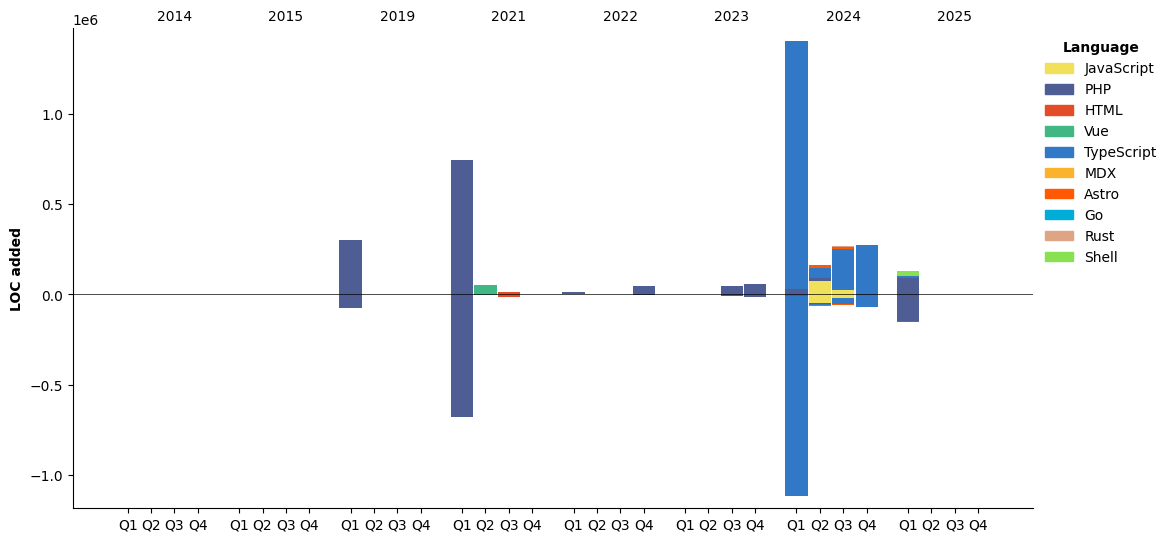 1e6
2014 2015 2019 2021 2022 2023 2024 2025
Language
JavaScript
PHP
HTML
Vue
TypeScript
MDX
Astro
Go
Rust
Shell
LOC added
1.0
0.5
0.0
−0.5
−1.0
Q1 Q2 Q3 Q4 Q1 Q2 Q3 Q4 Q1 Q2 Q3 Q4 Q1 Q2 Q3 Q4 Q1 Q2 Q3 Q4 Q1 Q2 Q3 Q4 Q1 Q2 Q3 Q4 Q1 Q2 Q3 Q4